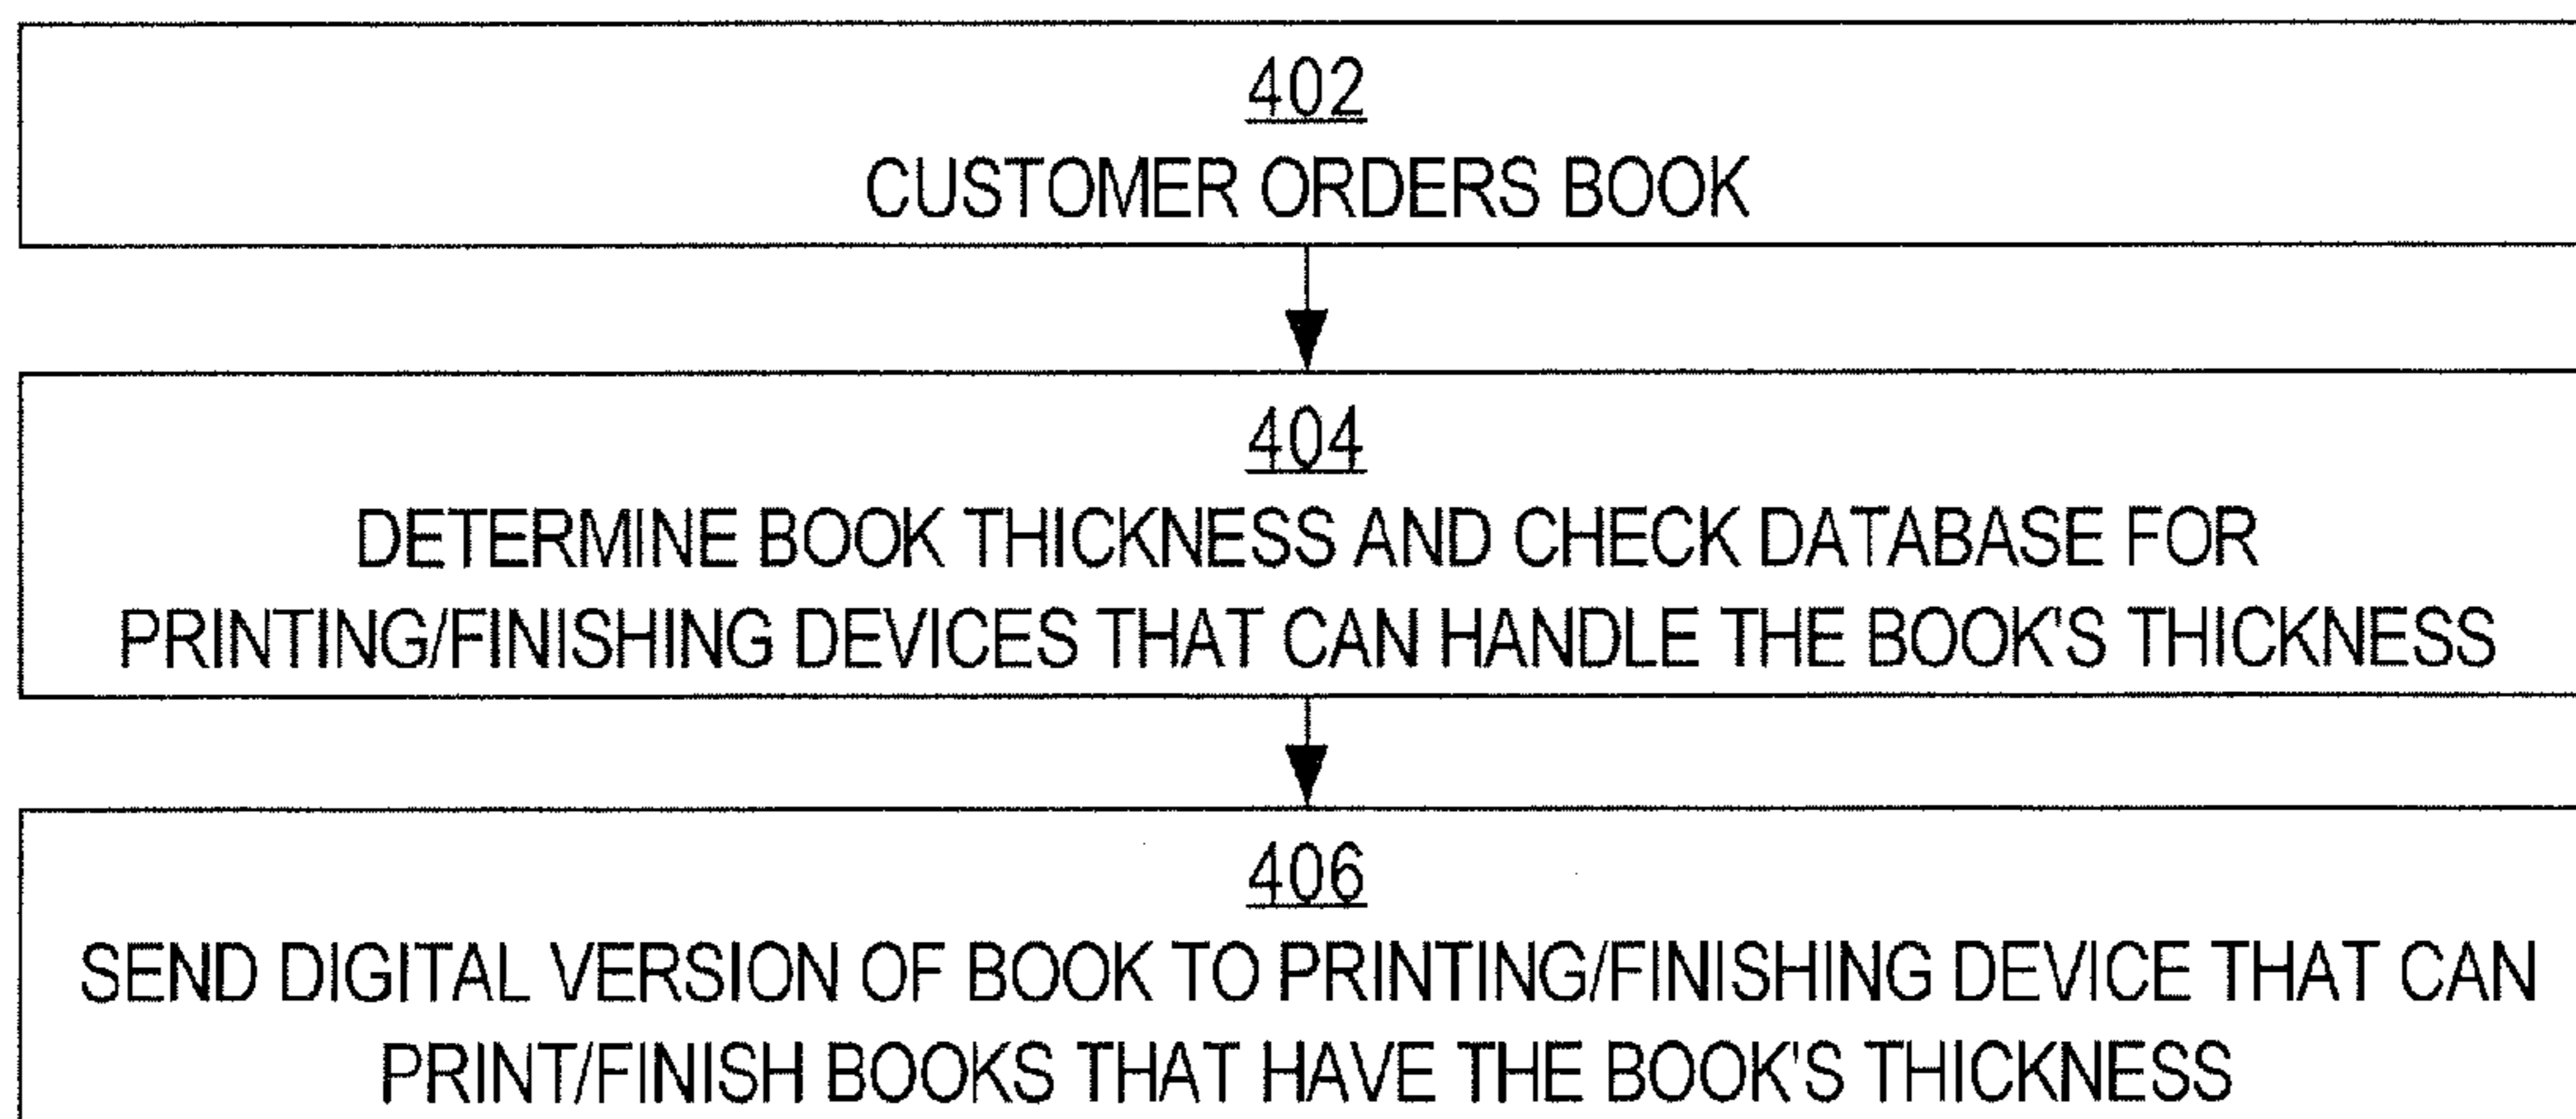 402
CUSTOMER ORDERS BOOK
404
DETERMINE BOOK THICKNESS AND CHECK DATABASE FOR
PRINTING/FINISHING DEVICES THAT CAN HANDLE THE BOOK'S THICKNESS
406
SEND DIGITAL VERSION OF BOOK TO PRINTING/FINISHING DEVICE THAT CAN
PRINT/FINISH BOOKS THAT HAVE THE BOOK'S THICKNESS